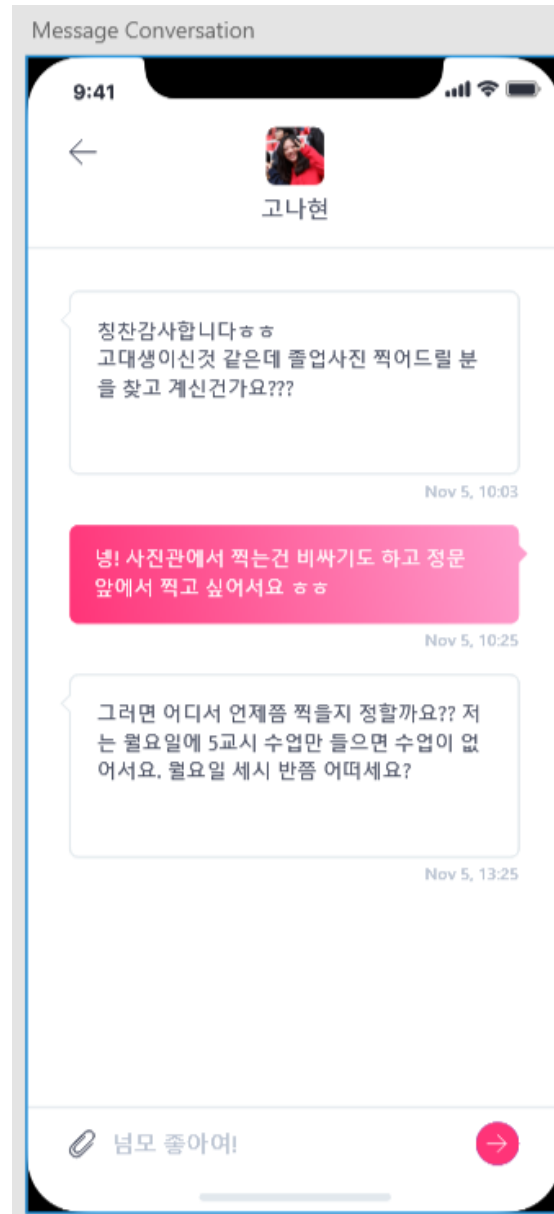 Message Conversation
9:41
고나현
칭찬감사합니다ㅎㅎ
고대생이신것 같은데 졸업사진 찍어드릴 분
을 찾고 계신건가요???
Nov 5, 10:03
넹! 사진관에서 찍는건 비싸기도 하고 정문
앞에서 찍고 싶어서요 ㅎㅎ
Nov 5, 10:25
그러면 어디서 언제쯤 찍을지 정할까요?? 저
는 월요일에 5교시 수업만 들으면 수업이 없
어서요. 월요일 세시 반쯤 어떠세요?
Nov 5, 13:25
넘모 좋아여!